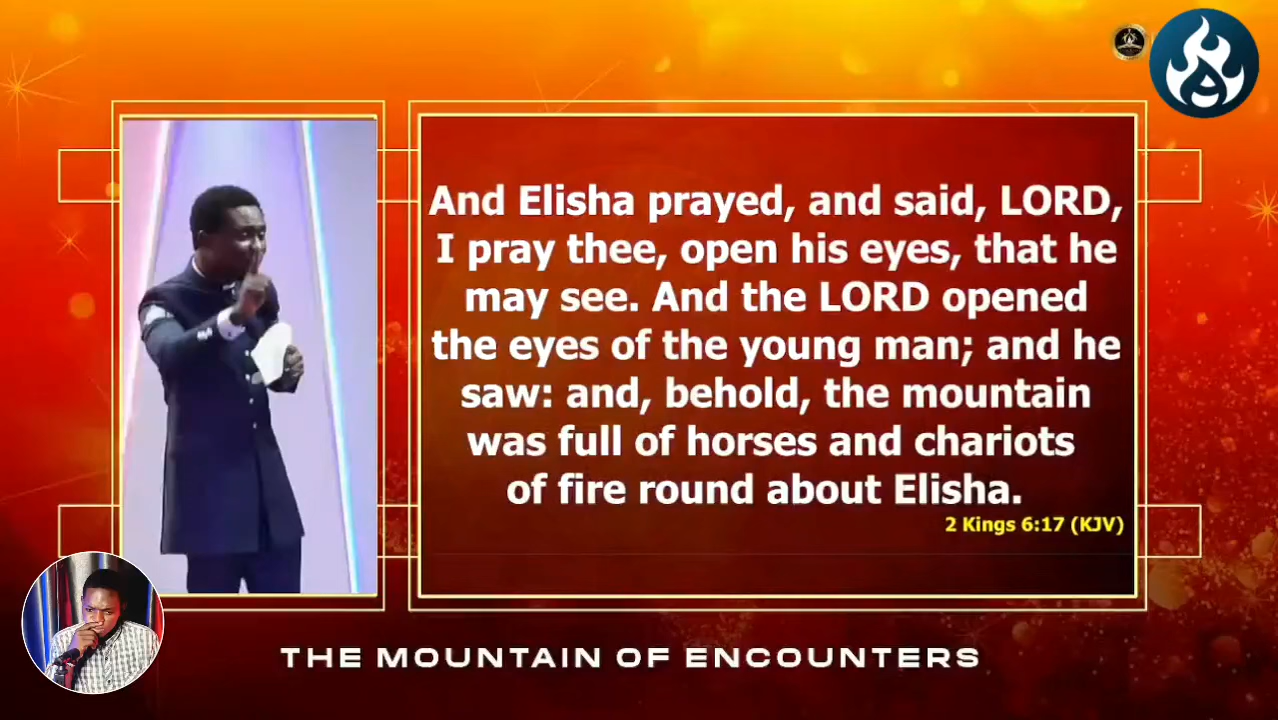 And Elisha prayed, and said, LORD,
I pray thee, open his eyes, that he
may see. And the LORD opened
the eyes of the young man; and he
saw: and, behold, the mountain
was full of horses and chariots
of fire round about Elisha.
2 Kings 6:17 (KJV)
THE MOUNTAIN OF ENCOUNTERS